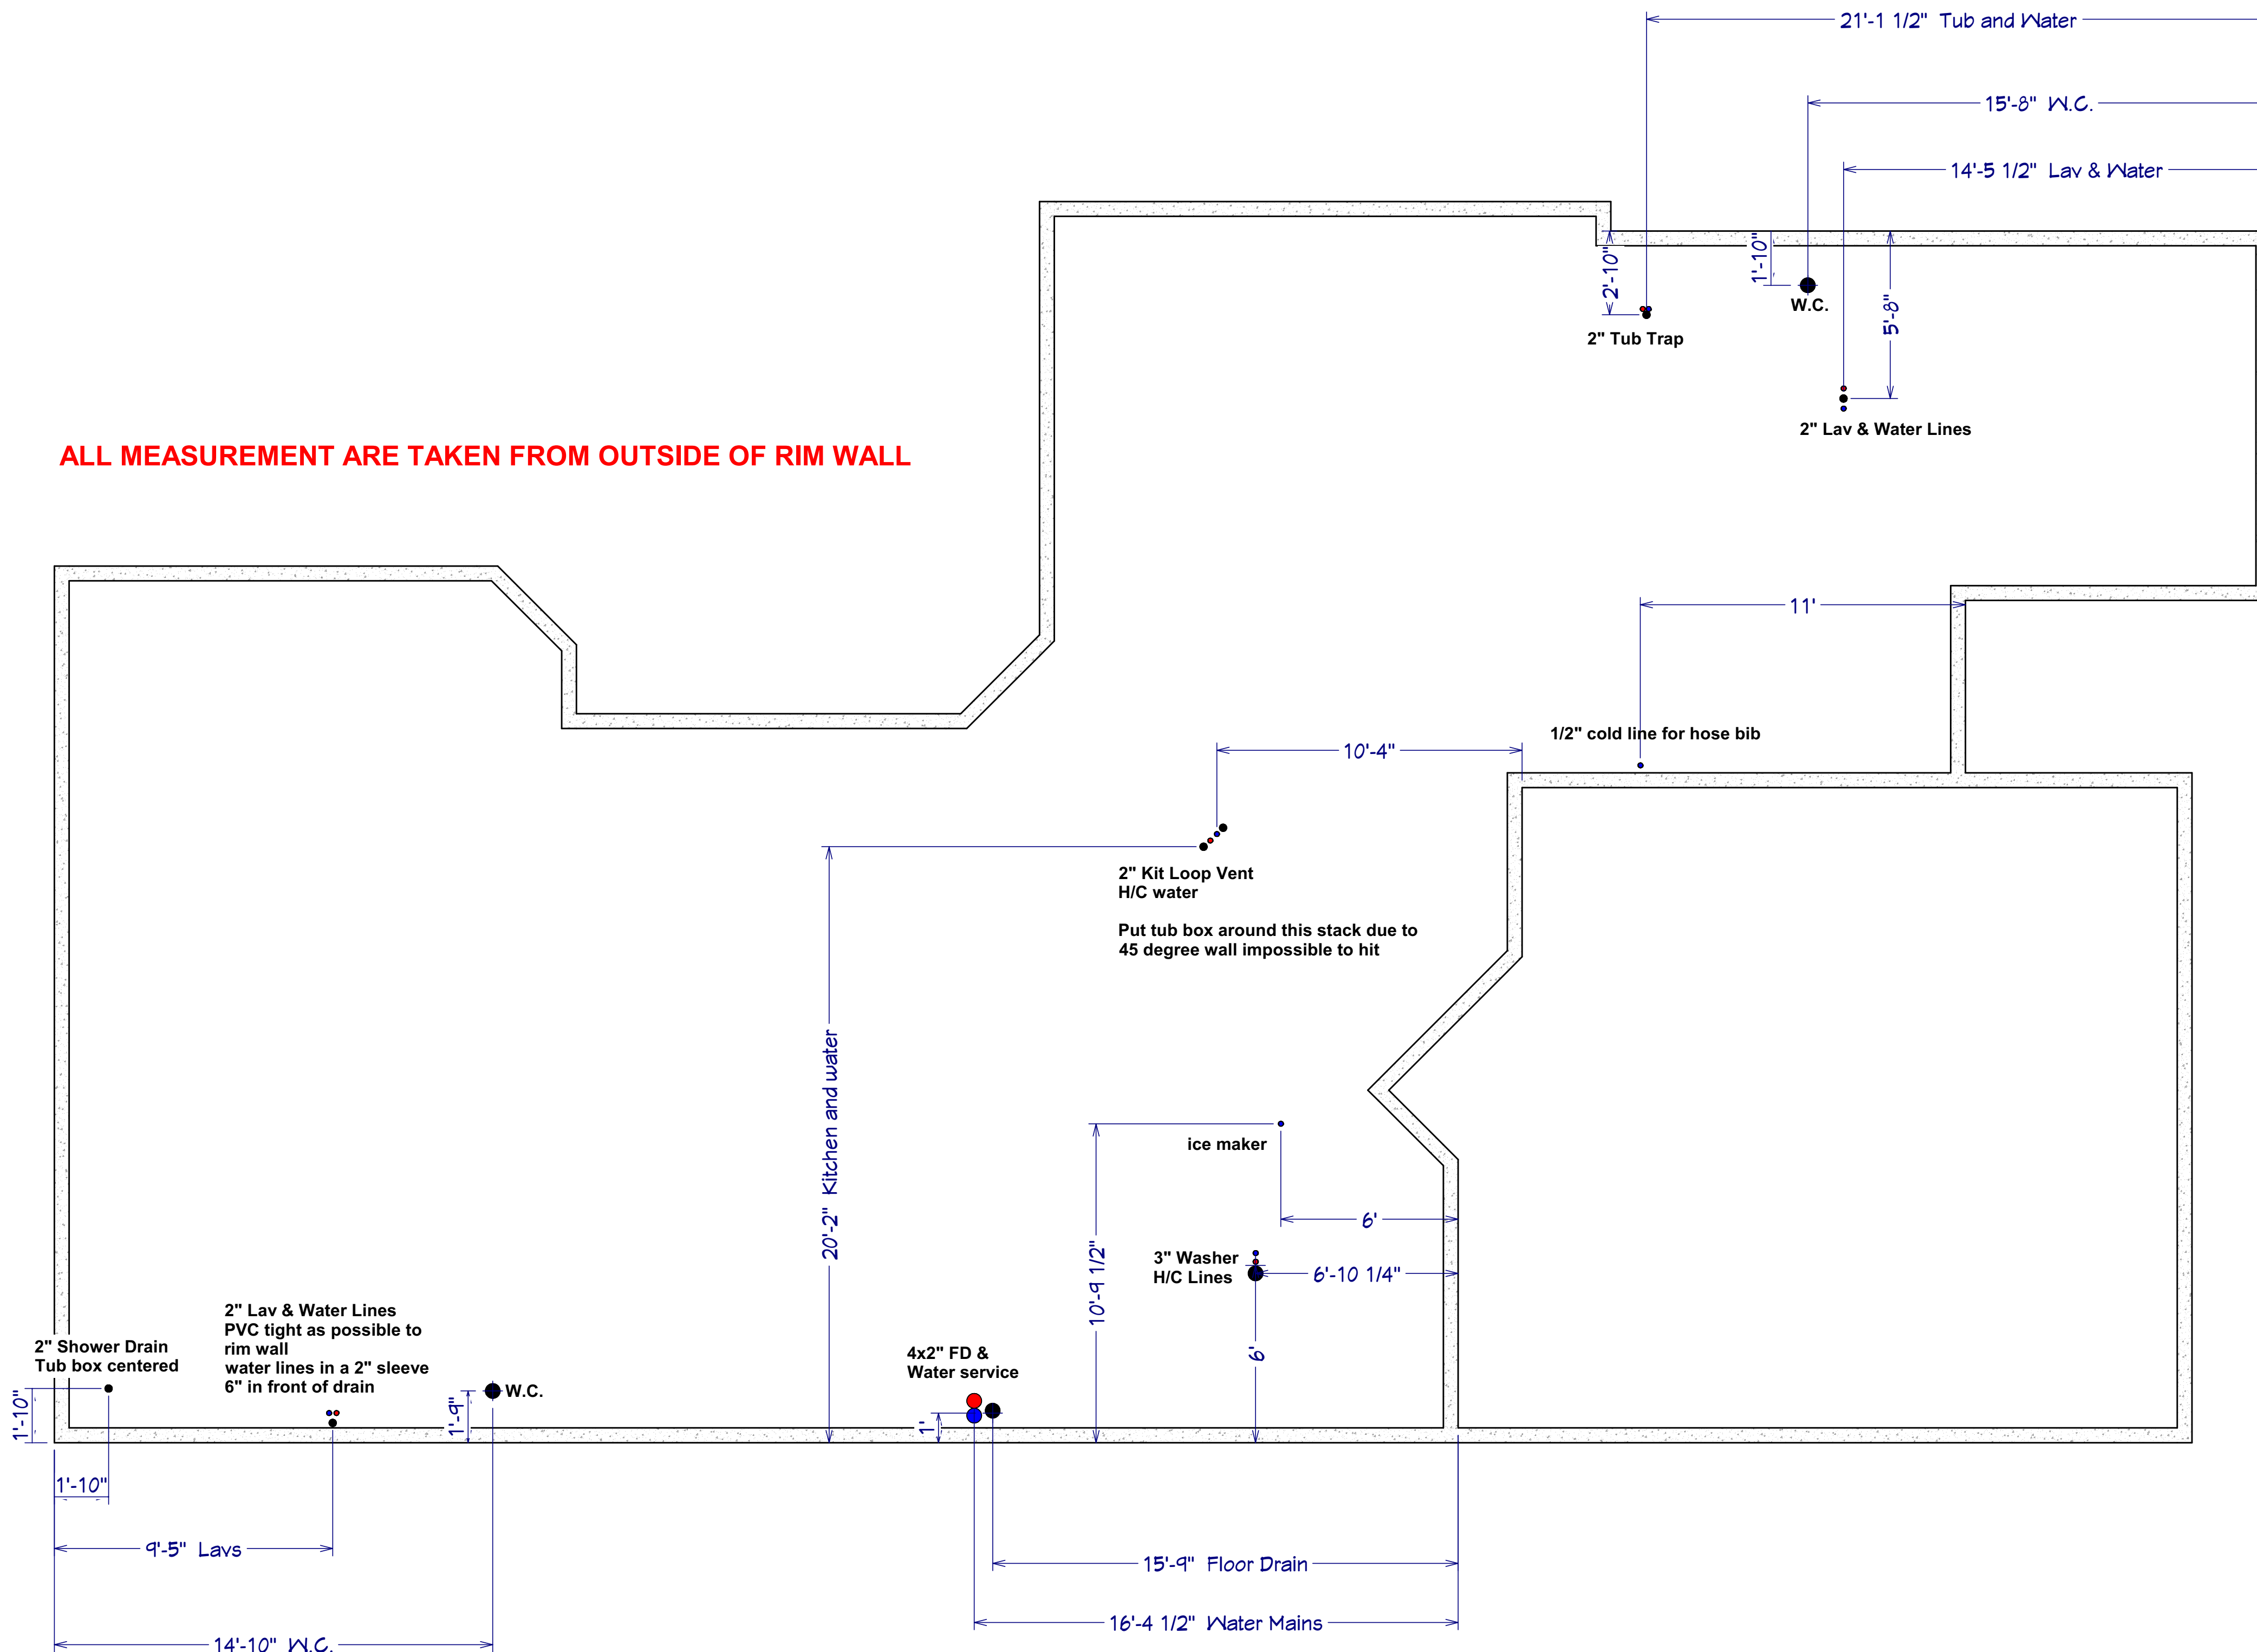 21'-1 1/2" Tub and Water
15'-8" W.C.
14'-5 1/2" Lav & Water
2'-10"
1'-10"
5'-8"
W.C.
2" Tub Trap
2" Lav & Water Lines
ALL MEASUREMENT ARE TAKEN FROM OUTSIDE OF RIM WALL
11'
1/2" cold line for hose bib
10'-4"
2" Kit Loop Vent
H/C water
Put tub box around this stack due to
45 degree wall impossible to hit
20'-2" Kitchen and water
ice maker
6'
10'-9 1/2"
3" Washer
H/C Lines
6'-10 1/4"
6'
2" Lav & Water Lines
PVC tight as possible to
rim wall
water lines in a 2" sleeve
6" in front of drain
2" Shower Drain
Tub box centered
4x2" FD &
Water service
W.C.
1'-10"
1'-9"
1'
1'-10"
9'-5" Lavs
15'-9" Floor Drain
16'-4 1/2" Water Mains
14'-10" W.C.